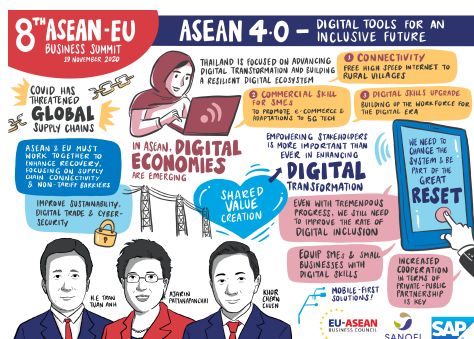 8TH ASEAN-EU
BUSINESS SUMMIT
19 NOVEMBER 2020
ASEAN 4.0 –
DIGITAL TOOLS FOR AN
INCLUSIVE FUTURE
COVID HAS
THREATENED
GLOBAL
SUPPLY CHAINS
THAILAND IS FOCUSED ON ADVANCING
DIGITAL TRANSFORMATION AND BUILDING
A RESILIENT DIGITAL ECOSYSTEM
1 CONNECTIVITY
FREE HIGH SPEED INTERNET TO
RURAL VILLAGES
2 COMMERCIAL SKILL
FOR SMES
TO PROMOTE E-COMMERCE &
ADAPTATIONS TO 5G TECH
3 DIGITAL SKILLS UPGRADE
BUILDING OF THE WORKFORCE FOR
THE DIGITAL ERA
ASEAN & EU MUST
WORK TOGETHER TO
ENHANCE RECOVERY,
FOCUSING ON SUPPLY
CHAIN CONNECTIVITY
& NON-TARIFF BARRIERS
IN ASEAN, DIGITAL
ECONOMIES
ARE EMERGING
EMPOWERING STAKEHOLDERS
IS MORE IMPORTANT THAN
EVER IN ENHANCING
DIGITAL
TRANSFORMATION
WE NEED TO
CHANGE THE
SYSTEM & BE
PART OF THE
GREAT
RESET
IMPROVE SUSTAINABILITY,
DIGITAL TRADE & CYBER-
SECURITY
SHARED
VALUE
CREATION
EVEN WITH TREMENDOUS
PROGRESS, WE STILL NEED
TO IMPROVE THE RATE OF
DIGITAL INCLUSION
EQUIP SMES & SMALL
BUSINESSES WITH
DIGITAL SKILLS
INCREASED
COOPERATION
IN TERMS OF
PRIVATE-PUBLIC
PARTNERSHIP
IS KEY
MOBILE-FIRST
SOLUTIONS!
H.E TRAN
TUAN ANH
AJARIN
PATTANAPANCHAI
KHOR
CHERN
CHUEN
EU-ASEAN
BUSINESS COUNCIL
SANOFI
SAP